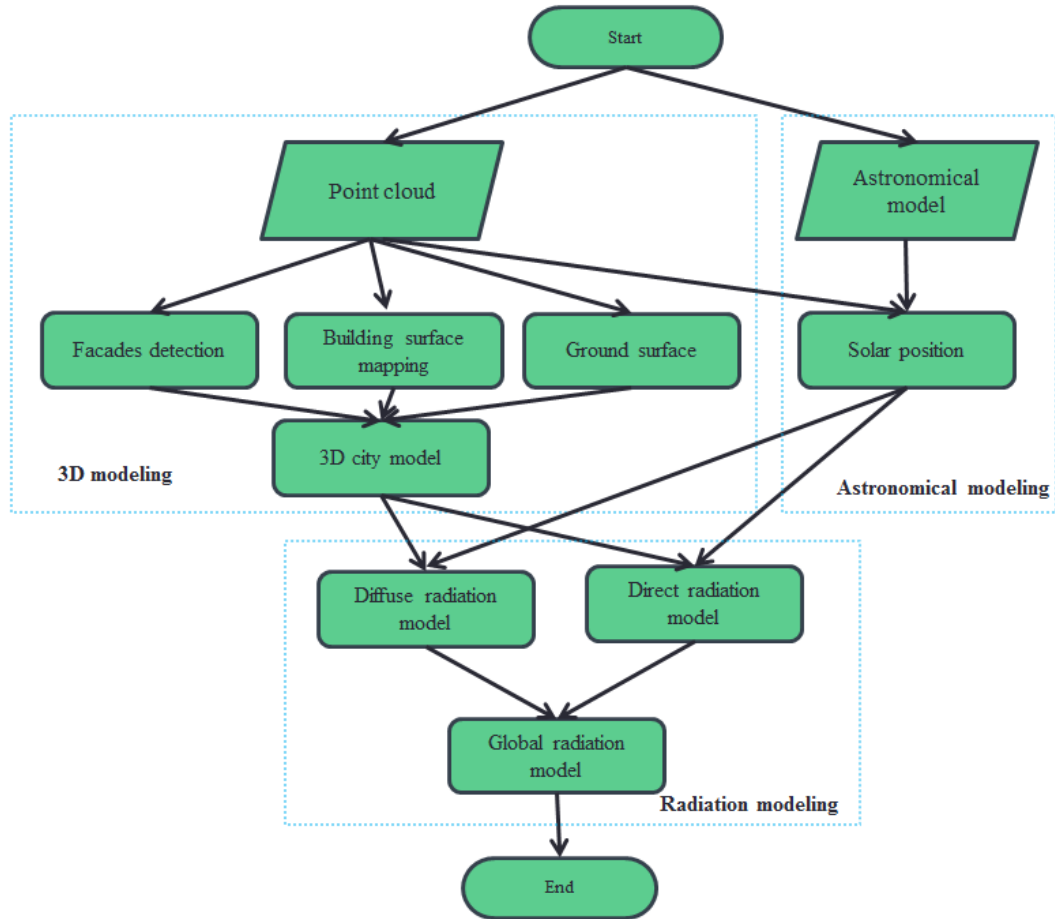 Start
Point cloud
Astronomical
model
Facades detection
Building surface
mapping
Ground surface
Solar position
3D city model
3D modeling
Astronomical modeling
Diffuse radiation
model
Direct radiation
model
Global radiation
model
Radiation modeling
End